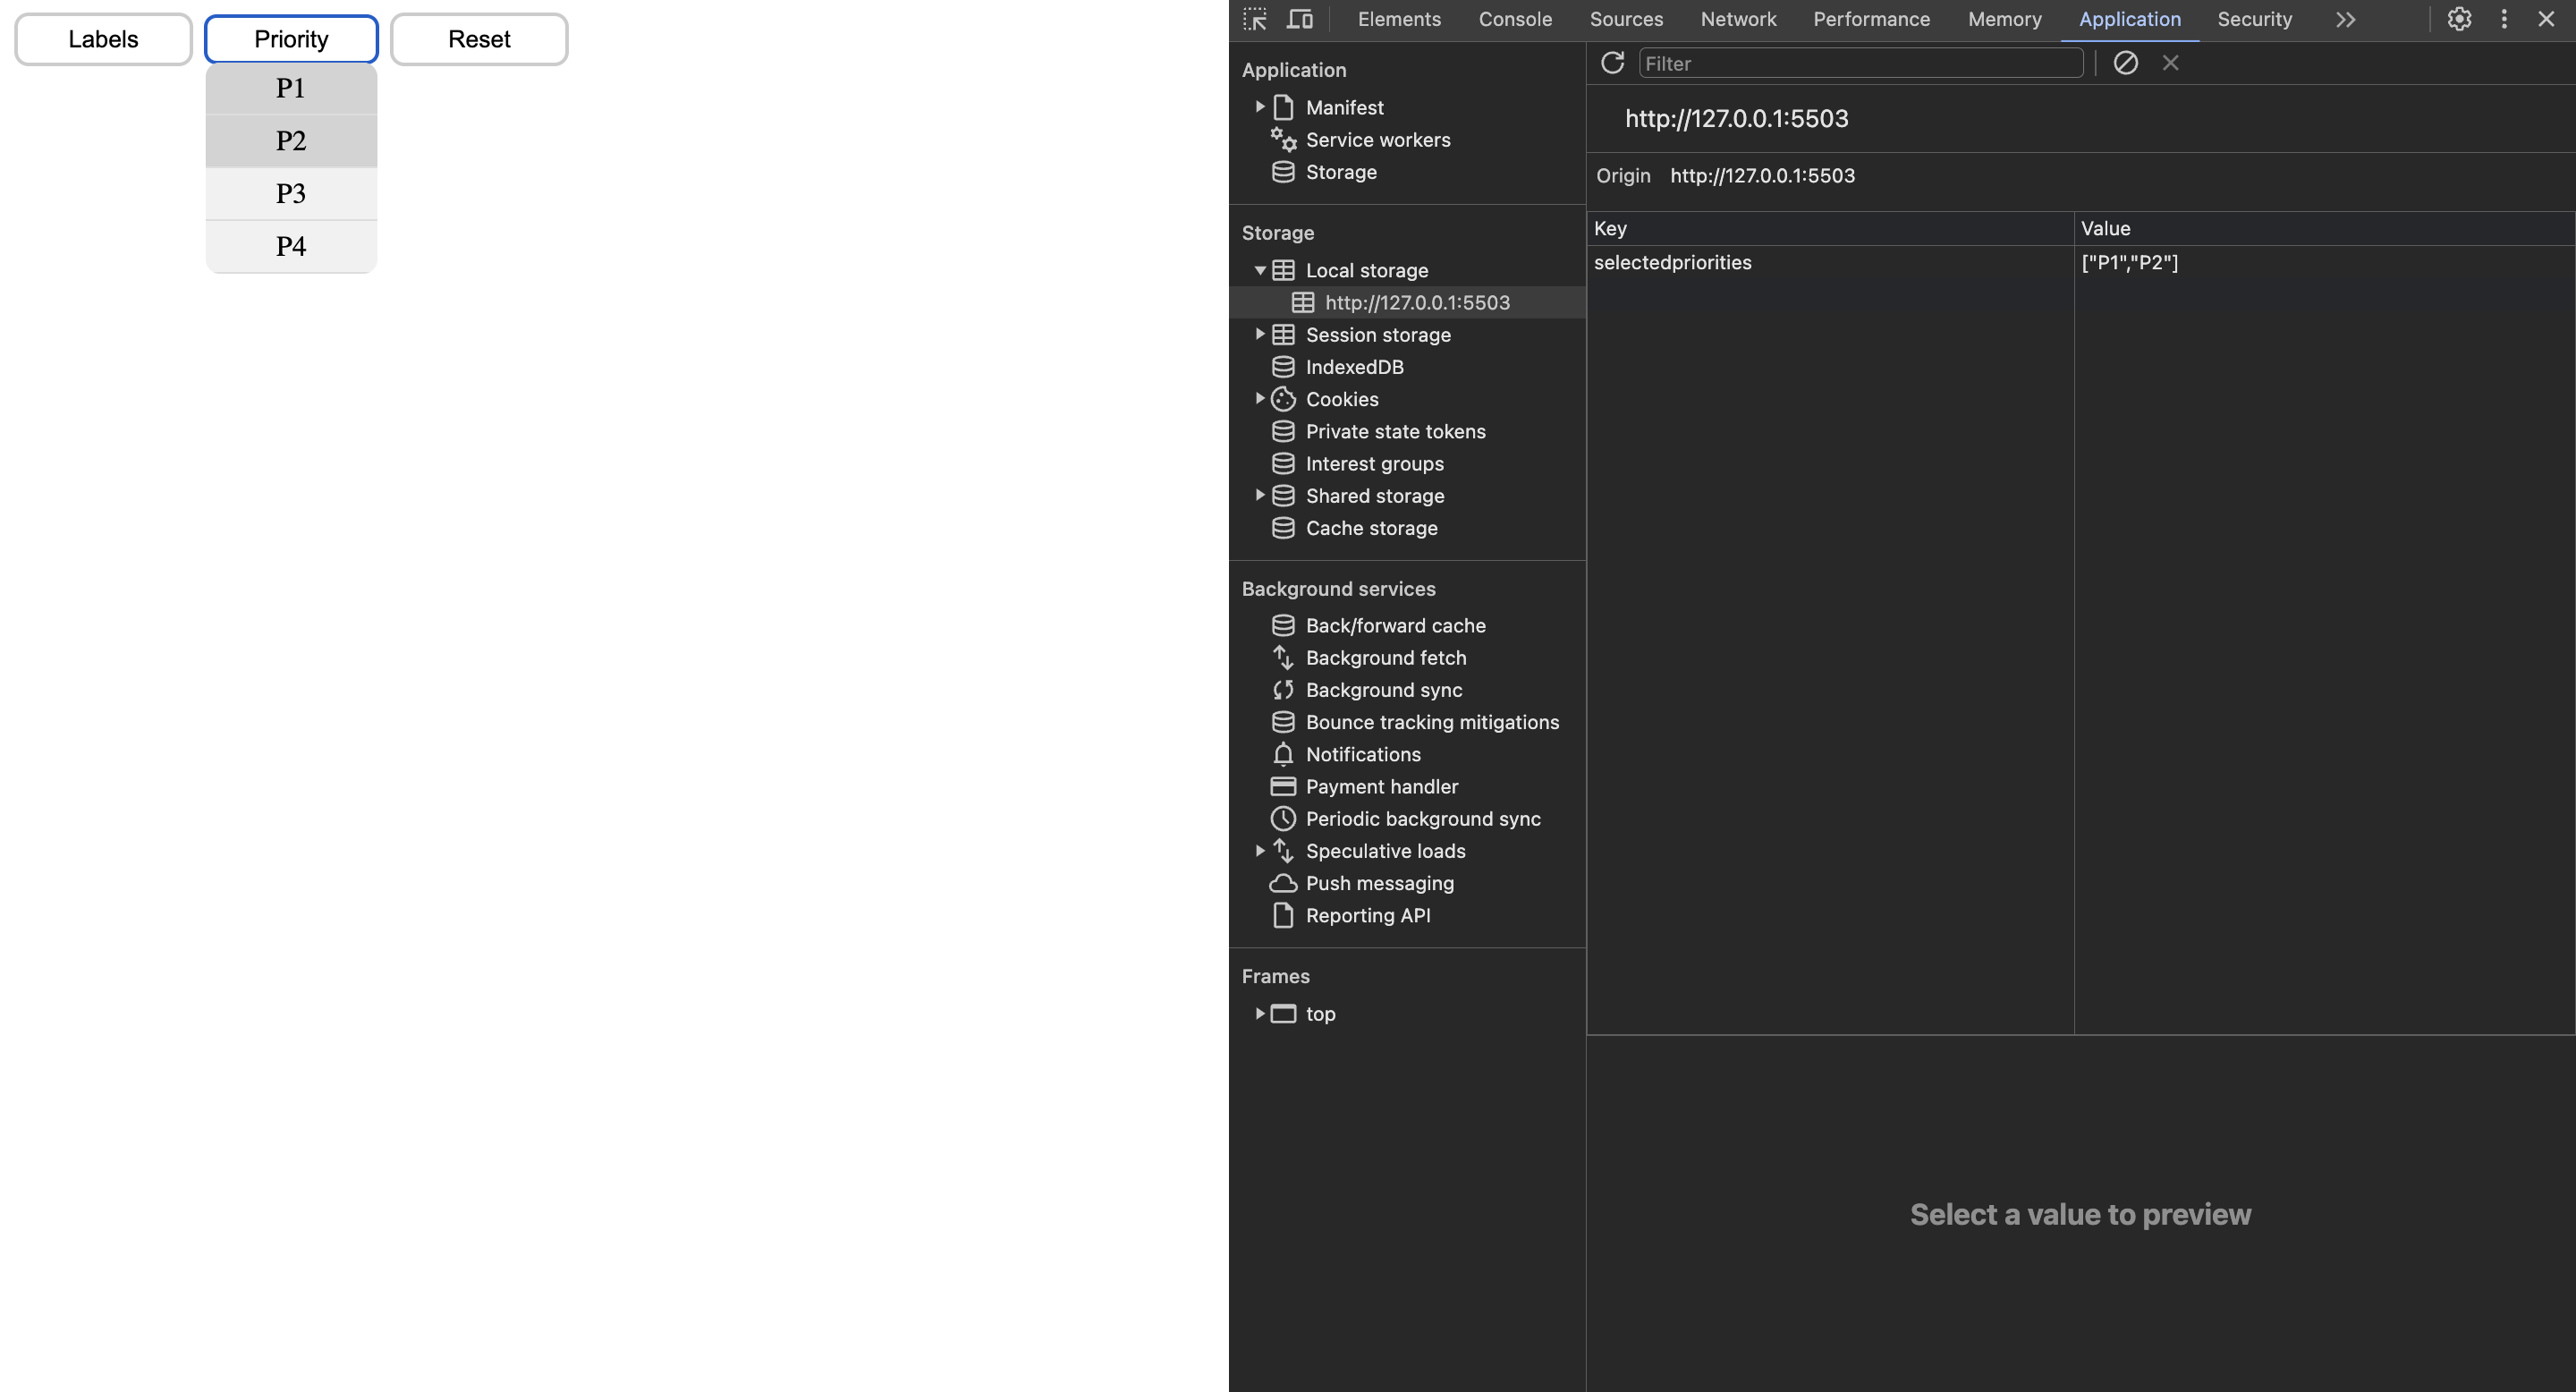 Labels
Priority
Reset
P1
P2
P3
P4
Elements
Console
Sources
Network
Performance
Memory
Application
Security
Application
Manifest
Service workers
Storage
Storage
Local storage
http://127.0.0.1:5503
Session storage
IndexedDB
Cookies
Private state tokens
Interest groups
Shared storage
Cache storage
Background services
Back/forward cache
Background fetch
Background sync
Bounce tracking mitigations
Notifications
Payment handler
Periodic background sync
Speculative loads
Push messaging
Reporting API
Frames
top
Filter
http://127.0.0.1:5503
Origin http://127.0.0.1:5503
Key Value
selectedpriorities ["P1","P2"]
Select a value to preview